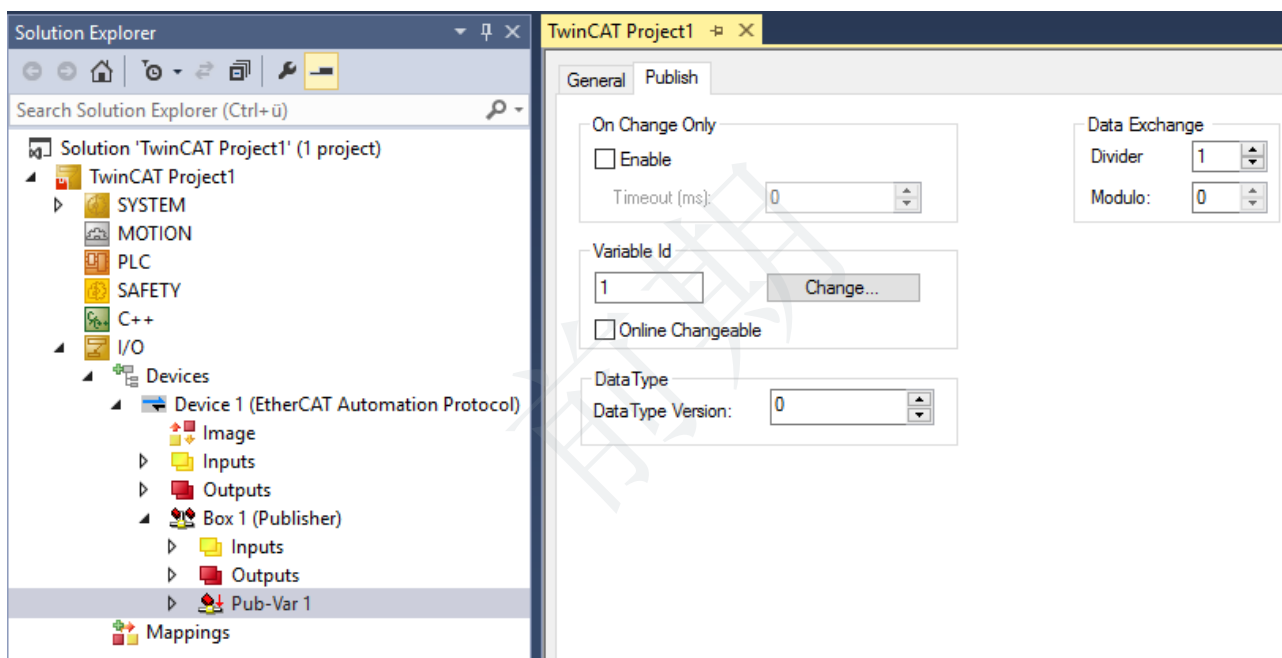 Solution Explorer
Search Solution Explorer (Ctrl+ü)
Solution 'TwinCAT Project1' (1 project)
TwinCAT Project1
SYSTEM
MOTION
PLC
SAFETY
C++
I/O
Devices
Device 1 (EtherCAT Automation Protocol)
Image
Inputs
Outputs
Box 1 (Publisher)
Inputs
Outputs
Pub-Var 1
Mappings
TwinCAT Project1
General Publish
On Change Only
Enable
Timeout (ms): 0
Variable Id
1 Change...
Online Changeable
DataType
DataType Version: 0
Data Exchange
Divider 1
Modulo: 0
前期